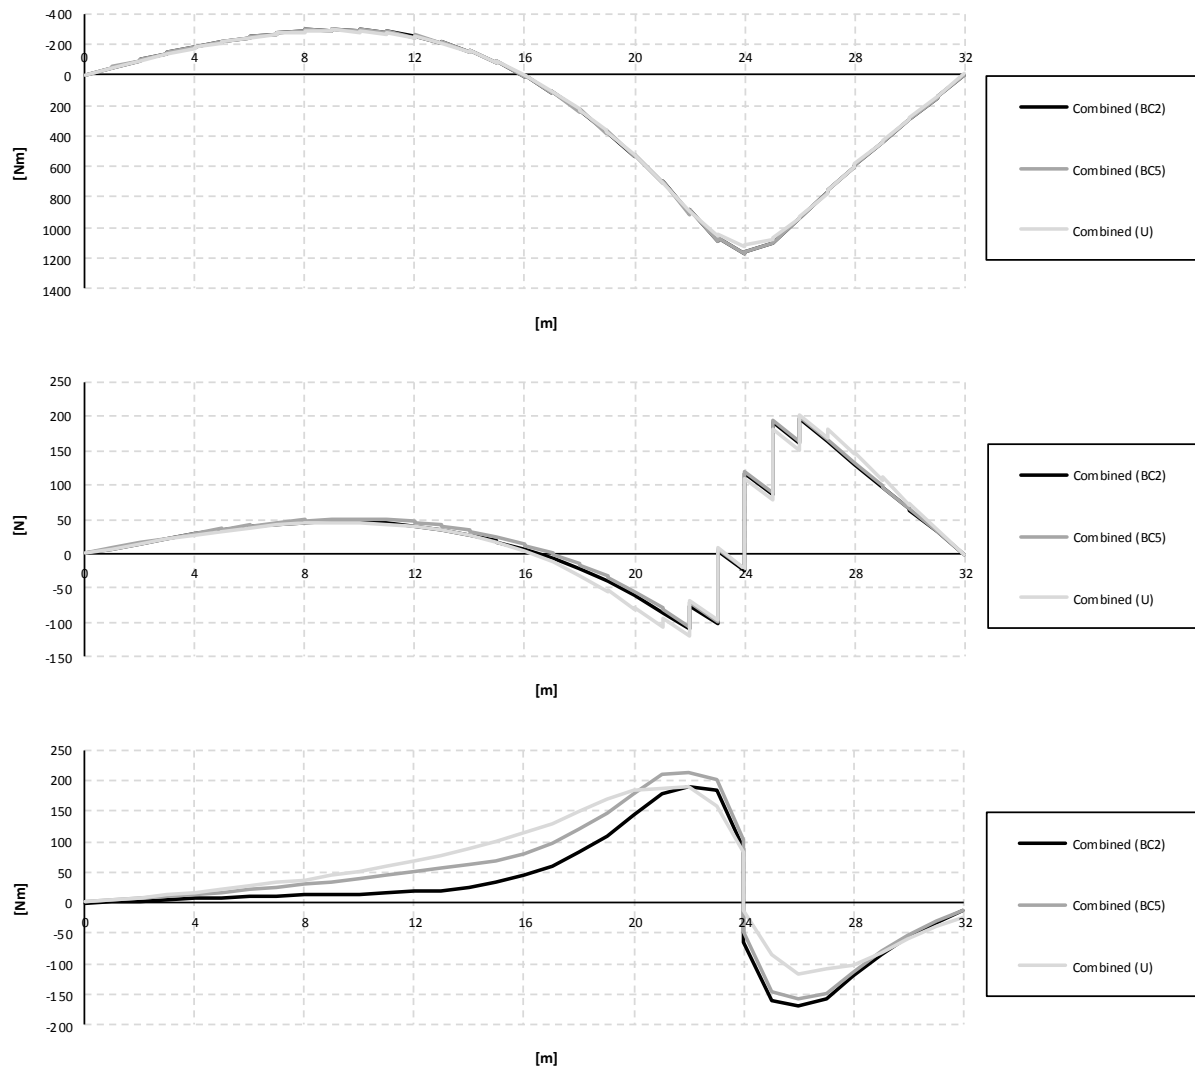 -400
-200
0 4 8 12 16 20 24 28 32
0
200
400
600
800
1000
1200
1400
[Nm]
[m]
Combined (BC2)
Combined (BC5)
Combined (U)
250
200
150
100
50
0
0 4 8 12 16 20 24 28 32
-50
-100
-150
[N]
[m]
Combined (BC2)
Combined (BC5)
Combined (U)
250
200
150
100
50
0
0 4 8 12 16 20 24 28 32
-50
-100
-150
-200
[Nm]
[m]
Combined (BC2)
Combined (BC5)
Combined (U)